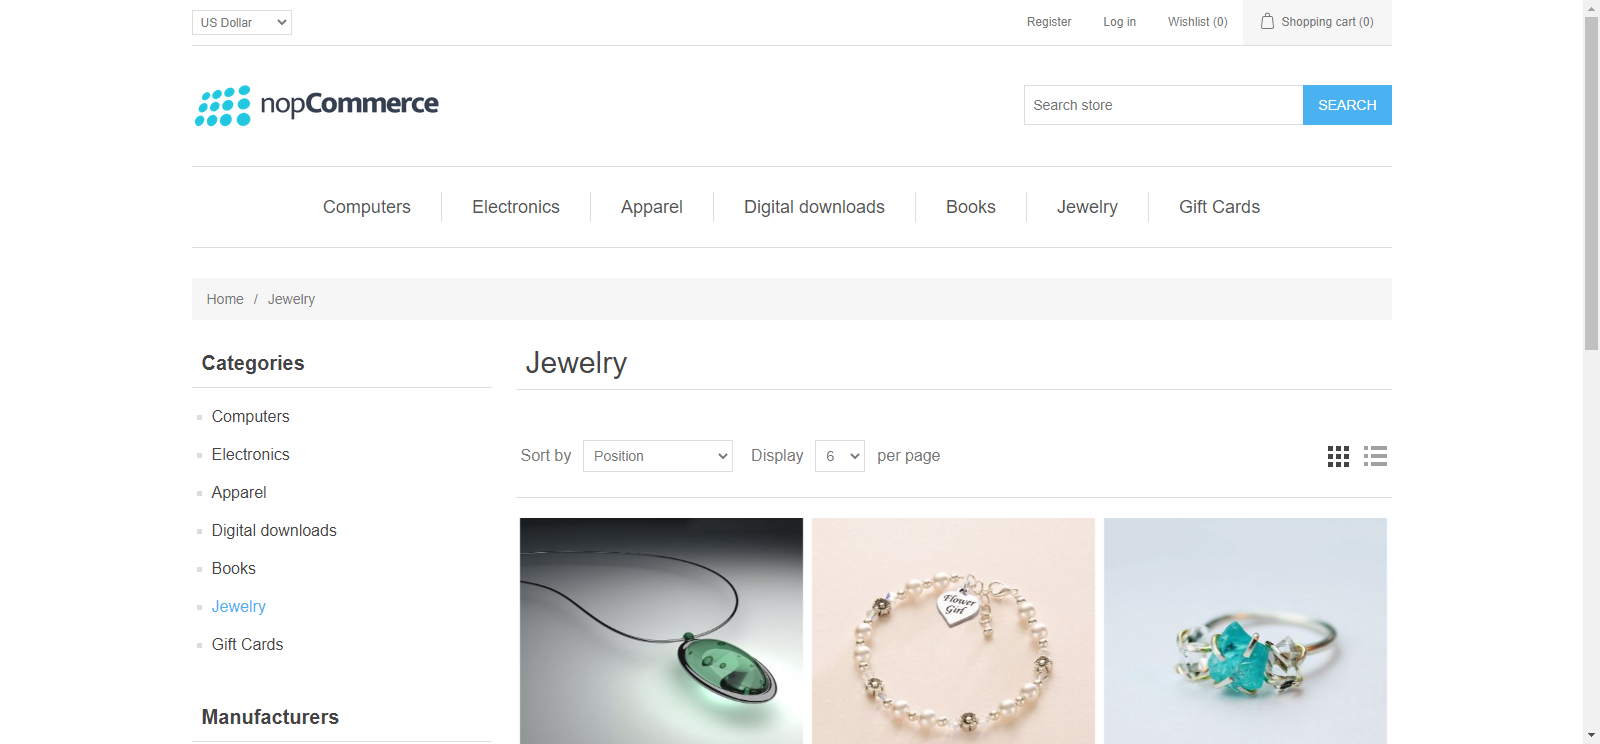 US Dollar
Register
Log in
Wishlist (0)
Shopping cart (0)
nopCommerce
Search store
SEARCH
Computers
Electronics
Apparel
Digital downloads
Books
Jewelry
Gift Cards
Home / Jewelry
Categories
Computers
Electronics
Apparel
Digital downloads
Books
Jewelry
Gift Cards
Manufacturers
Jewelry
Sort by Position Display 6 per page
Flower
Girl